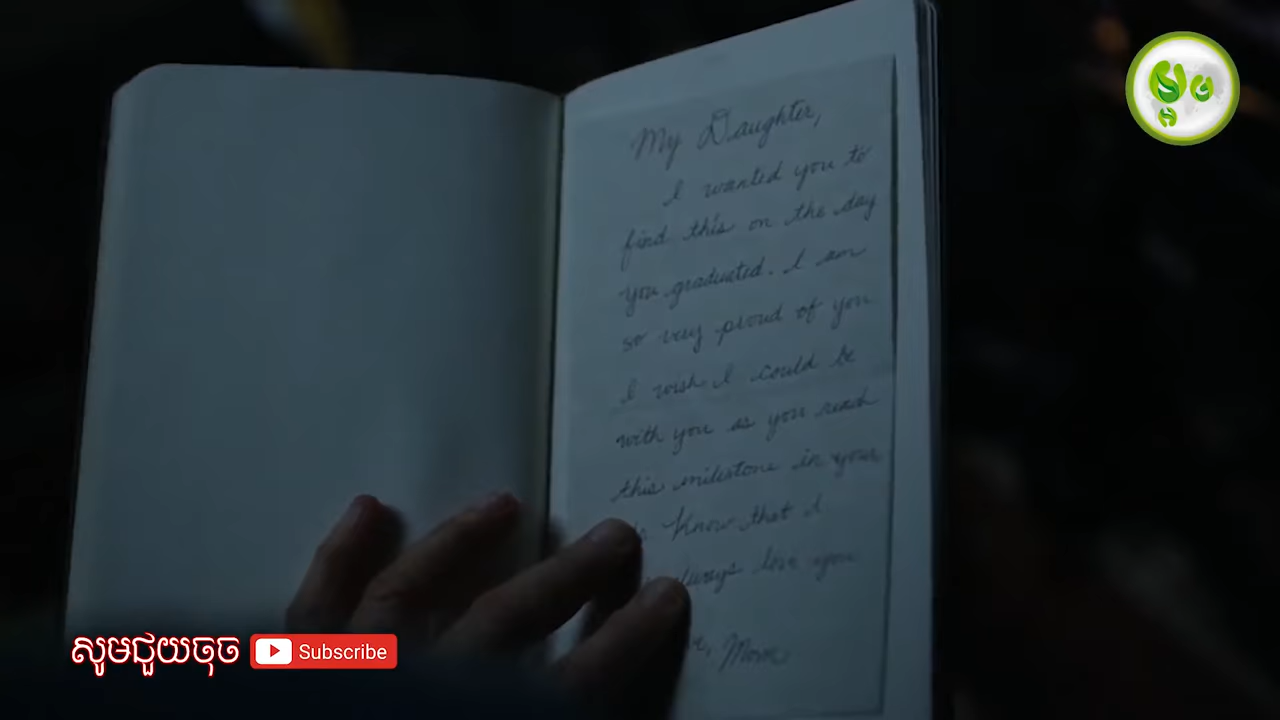 My Daughter,
I wanted you to
find this on the day
you graduated. I am
so very proud of you
I wish I could be
with you as you reach
this milestone in your
Know that I
always love you
Mom
សូមជួយចុច
Subscribe